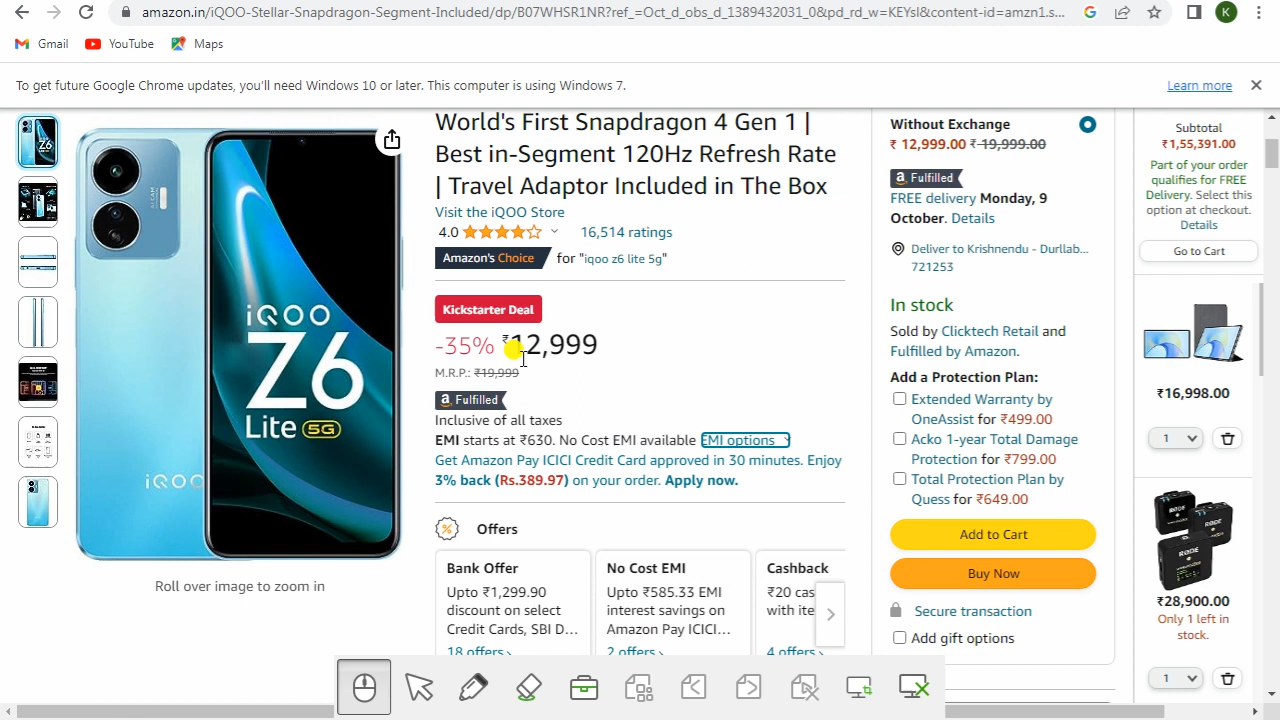 amazon.in/iQOO-Stellar-Snapdragon-Segment-Included/dp/B07WHSR1NR?ref_=Oct_d_obs_d_1389432031_0&pd_rd_w=KEYsI&content-id=amzn1.s...
K
Gmail
YouTube
Maps
To get future Google Chrome updates, you'll need Windows 10 or later. This computer is using Windows 7.
Learn more
World's First Snapdragon 4 Gen 1 |
Best in-Segment 120Hz Refresh Rate
| Travel Adaptor Included in The Box
Visit the iQOO Store
4.0
16,514 ratings
Amazon's Choice for "iqoo z6 lite 5g"
Kickstarter Deal
-35% ₹12,999
M.R.P.: ₹19,999
a Fulfilled
Inclusive of all taxes
EMI starts at ₹630. No Cost EMI available EMI options
Get Amazon Pay ICICI Credit Card approved in 30 minutes. Enjoy
3% back (Rs.389.97) on your order. Apply now.
Offers
Bank Offer
Upto ₹1,299.90
discount on select
Credit Cards, SBI D...
18 offers
No Cost EMI
Upto ₹585.33 EMI
interest savings on
Amazon Pay ICICI...
2 offers
Cashback
₹20 cas
with ite
4 offers
iQOO
Z6
Lite 5G
iQOO
Roll over image to zoom in
Without Exchange
₹ 12,999.00 ₹ 19,999.00
a Fulfilled
FREE delivery Monday, 9
October. Details
Deliver to Krishnendu - Durllab...
721253
In stock
Sold by Clicktech Retail and
Fulfilled by Amazon.
Add a Protection Plan:
Extended Warranty by
OneAssist for ₹499.00
Acko 1-year Total Damage
Protection for ₹799.00
Total Protection Plan by
Quess for ₹649.00
Add to Cart
Buy Now
Secure transaction
Add gift options
Subtotal
₹1,55,391.00
Part of your order
qualifies for FREE
Delivery. Select this
option at checkout.
Details
Go to Cart
₹16,998.00
1
RØDE
RØDE
RØDE
₹28,900.00
Only 1 left in
stock.
1